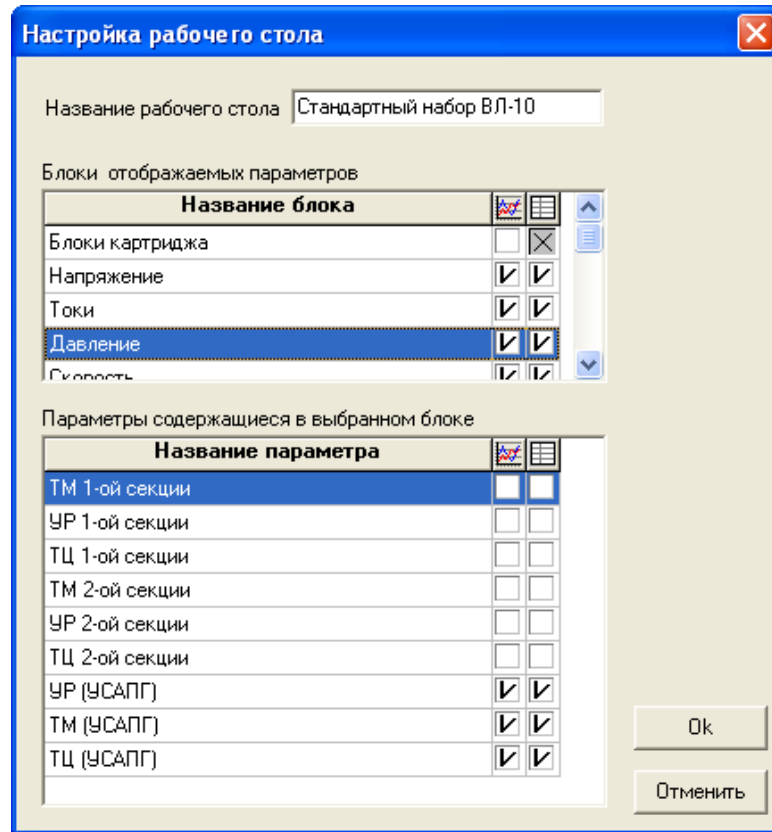 Настройка рабочего стола
Название рабочего стола Стандартный набор ВЛ-10
Блоки отображаемых параметров
Название блока
Блоки картриджа
Напряжение
Токи
Давление
Скорость
Параметры содержащиеся в выбранном блоке
Название параметра
ТМ 1-ой секции
УР 1-ой секции
ТЦ 1-ой секции
ТМ 2-ой секции
УР 2-ой секции
ТЦ 2-ой секции
УР (УСАПГ)
ТМ (УСАПГ)
ТЦ (УСАПГ)
Ok
Отменить